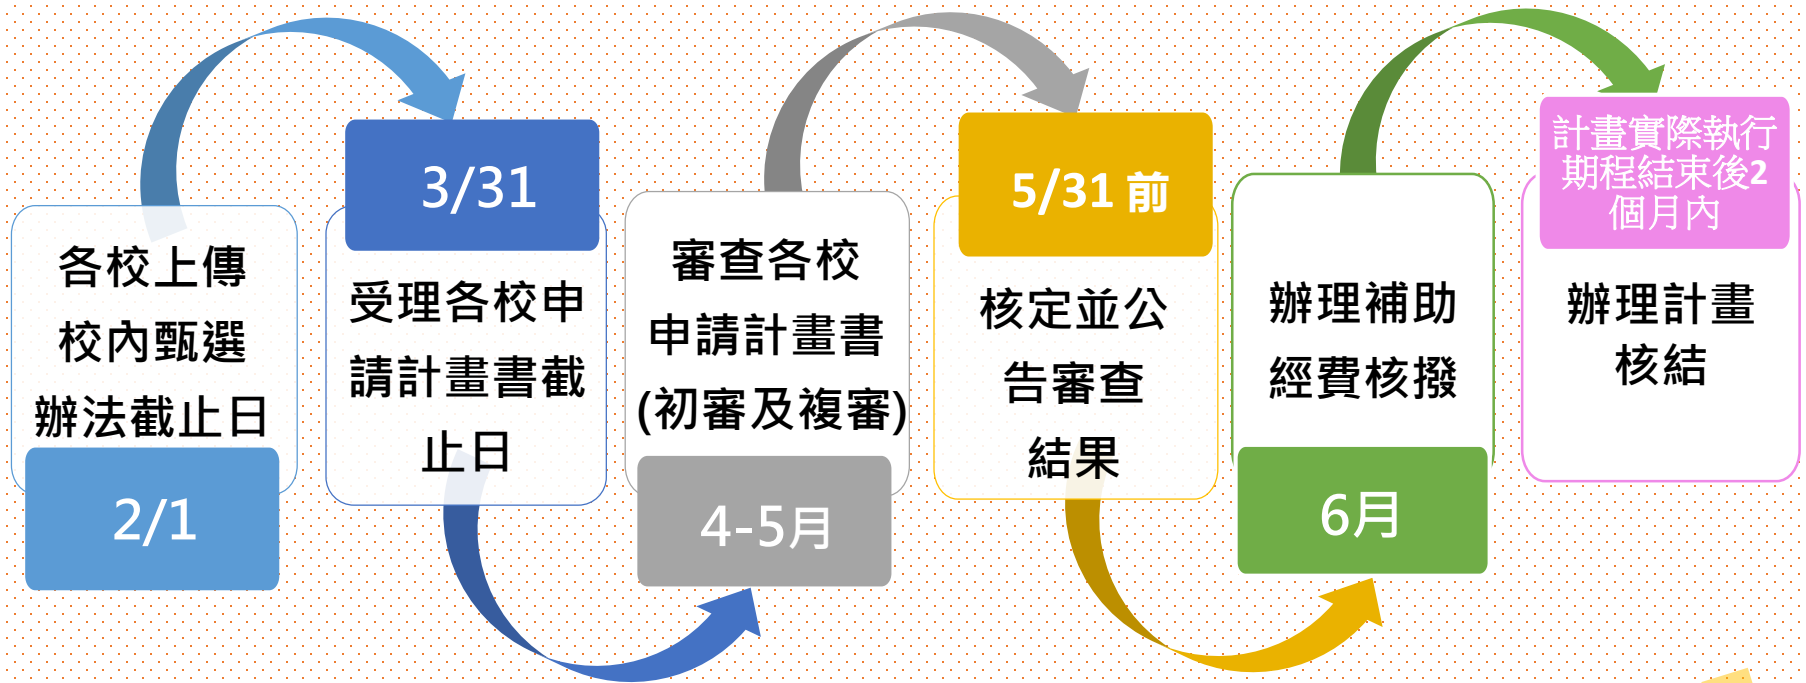 各校上傳
校內甄選
辦法截止日
2/1
3/31
受理各校申
請計畫書截
止日
審查各校
申請計畫書
(初審及複審)
4-5月
5/31 前
核定並公
告審查
結果
辦理補助
經費核撥
6月
計畫實際執行
期程結束後2
個月內
辦理計畫
核結